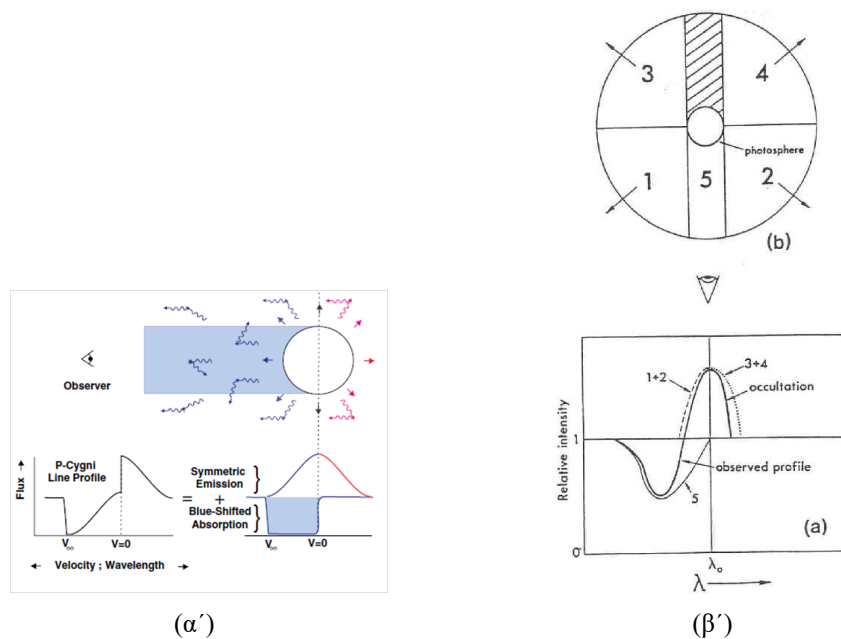 3
4
photosphere
1
5
2
(b)
Observer
P-Cygni
Line Profile
Flux
V∞
V=0
=
Symmetric
Emission
+
Blue-Shifted
Absorption
V∞
V=0
Velocity ; Wavelength
Relative intensity
1
0
1+2
3+4
occultation
observed profile
5
(a)
λo
λ
(α´)
(β´)